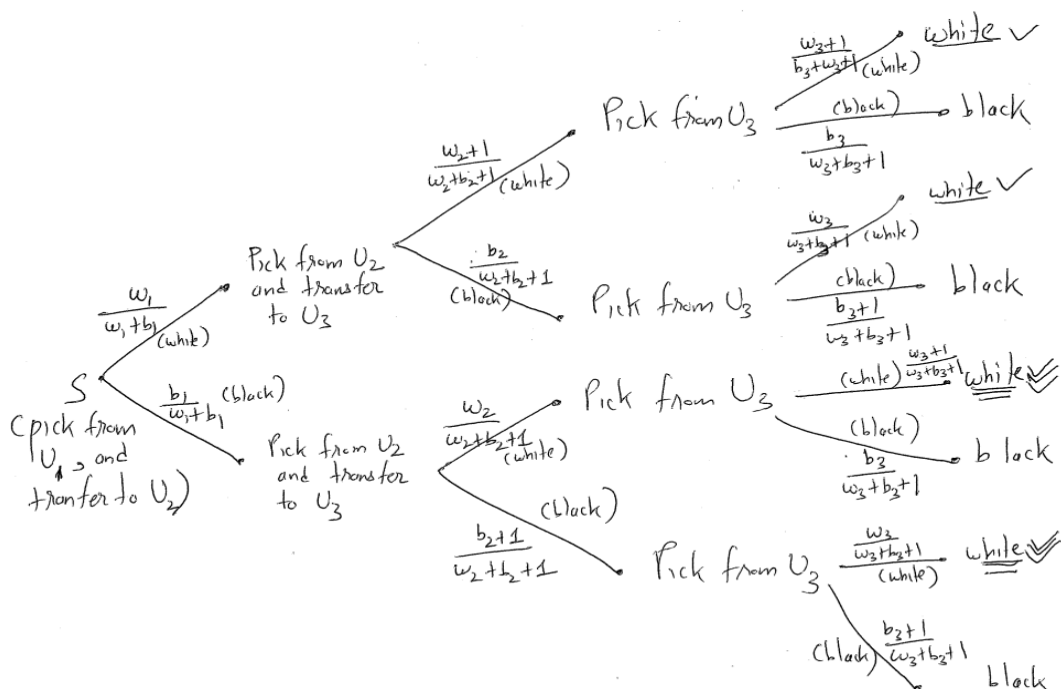 w3+1
b3+w3+1 (white)
white ✓
Pick from U3
(black)
b3
w3+b3+1
black
w2+1
w2+b2+1 (white)
b2
w2+b2+1
(black)
white ✓
w3
w3+b3+1 (white)
Pick from U3
(black)
b3+1
w3+b3+1
black
Pick from U2
and transfer
to U3
w1
w1+b1 (white)
S
(pick from
U1, and
tranfer to U2)
b1
w1+b1 (black)
Pick from U2
and transfer
to U3
w2
w2+b2+1
(white)
Pick from U3
(white) w3+1
w3+b3+1
white ✓
(black)
b3
w3+b3+1
black
(black)
b2+1
w2+b2+1
Pick from U3
w3
w3+b3+1
(white)
white ✓
(black) b3+1
w3+b3+1
black